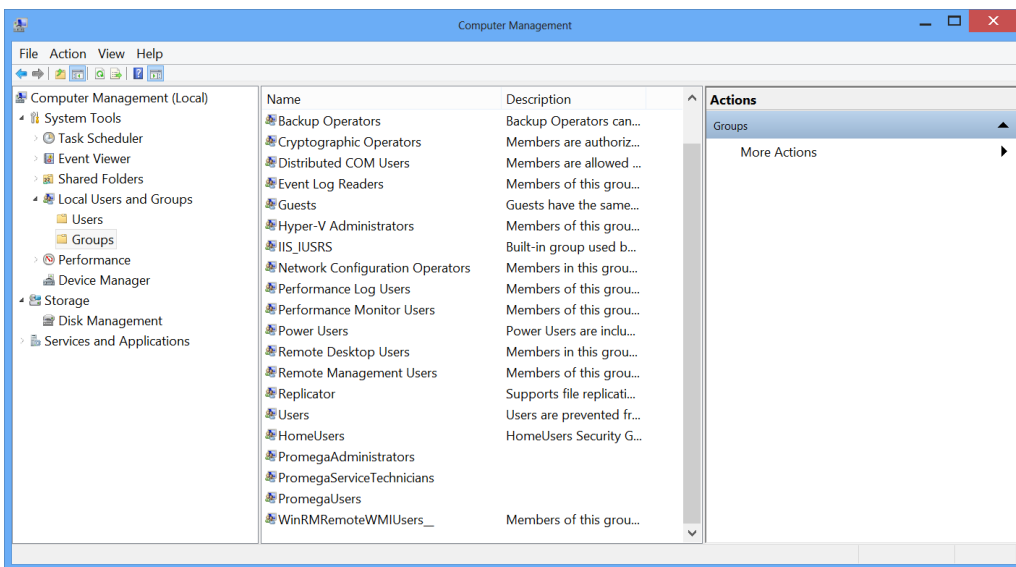 Computer Management
File Action View Help
Computer Management (Local)
System Tools
Task Scheduler
Event Viewer
Shared Folders
Local Users and Groups
Users
Groups
Performance
Device Manager
Storage
Disk Management
Services and Applications
Name Description
Backup Operators Backup Operators can...
Cryptographic Operators Members are authoriz...
Distributed COM Users Members are allowed ...
Event Log Readers Members of this grou...
Guests Guests have the same...
Hyper-V Administrators Members of this grou...
IIS_IUSRS Built-in group used b...
Network Configuration Operators Members in this grou...
Performance Log Users Members of this grou...
Performance Monitor Users Members of this grou...
Power Users Power Users are inclu...
Remote Desktop Users Members in this grou...
Remote Management Users Members of this grou...
Replicator Supports file replicati...
Users Users are prevented fr...
HomeUsers HomeUsers Security G...
PromegaAdministrators
PromegaServiceTechnicians
PromegaUsers
WinRMRemoteWMIUsers__ Members of this grou...
Actions
Groups
More Actions